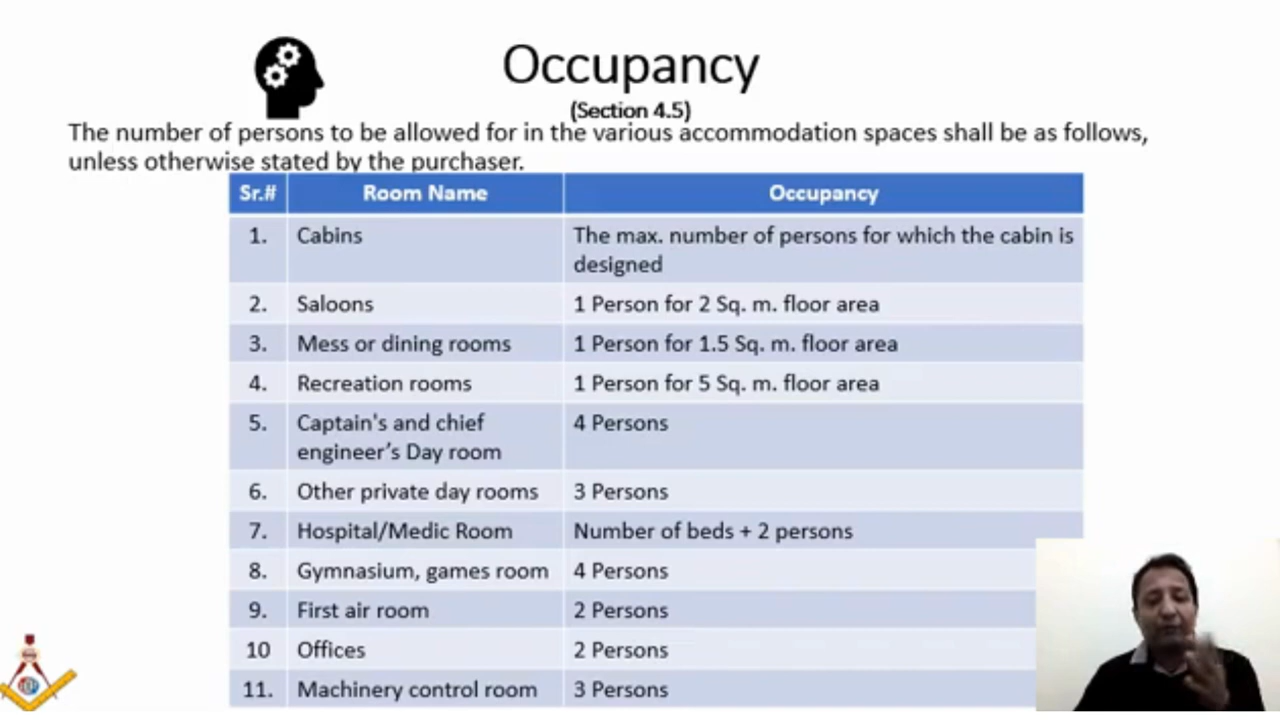 Occupancy
(Section 4.5)
The number of persons to be allowed for in the various accommodation spaces shall be as follows,
unless otherwise stated by the purchaser.
Sr.# Room Name Occupancy
1. Cabins The max. number of persons for which the cabin is
designed
2. Saloons 1 Person for 2 Sq. m. floor area
3. Mess or dining rooms 1 Person for 1.5 Sq. m. floor area
4. Recreation rooms 1 Person for 5 Sq. m. floor area
5. Captain's and chief 4 Persons
engineer’s Day room
6. Other private day rooms 3 Persons
7. Hospital/Medic Room Number of beds + 2 persons
8. Gymnasium, games room 4 Persons
9. First air room 2 Persons
10 Offices 2 Persons
11. Machinery control room 3 Persons